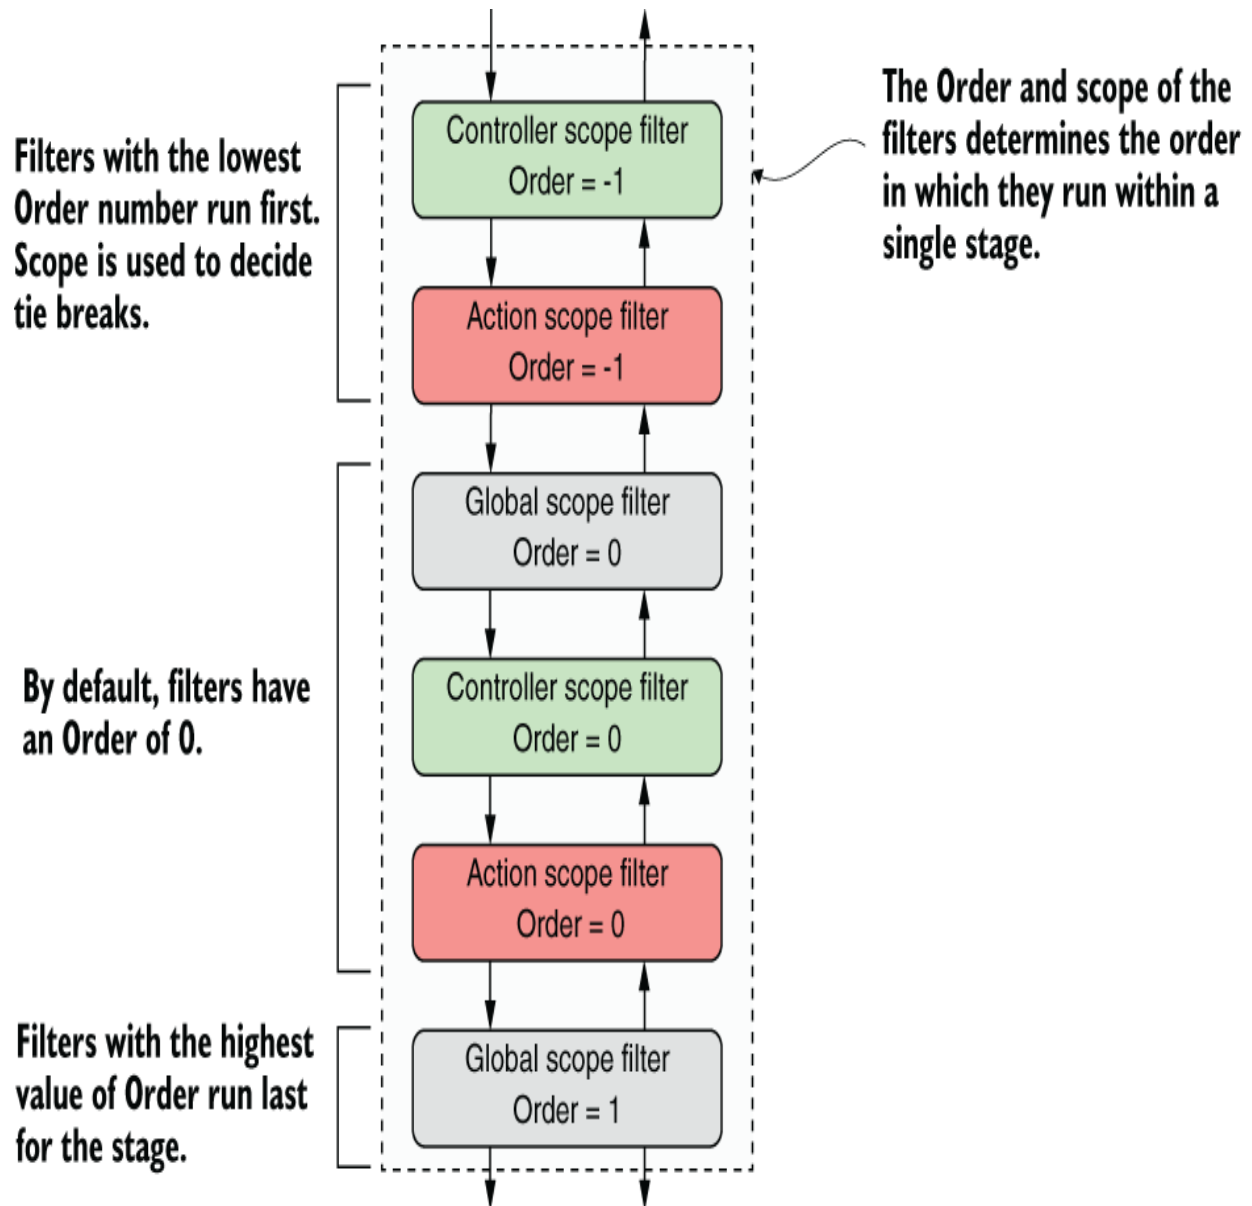 The Order and scope of the
filters determines the order
in which they run within a
single stage.
Filters with the lowest
Order number run first.
Scope is used to decide
tie breaks.
Controller scope filter
Order = -1
Action scope filter
Order = -1
Global scope filter
Order = 0
By default, filters have
an Order of 0.
Controller scope filter
Order = 0
Action scope filter
Order = 0
Filters with the highest
value of Order run last
for the stage.
Global scope filter
Order = 1